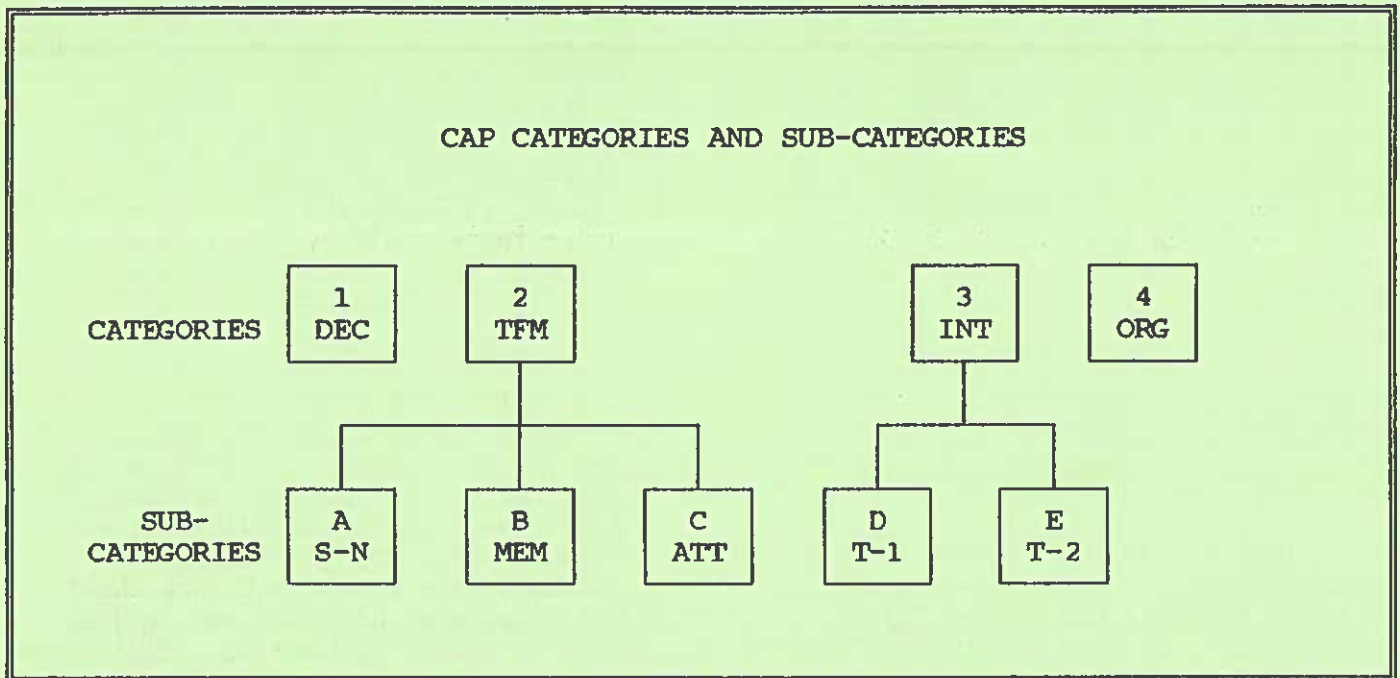 CAP CATEGORIES AND SUB-CATEGORIES
1 2 3 4
CATEGORIES DEC TFM INT ORG
SUB- A B C D E
CATEGORIES S-N MEM ATT T-1 T-2